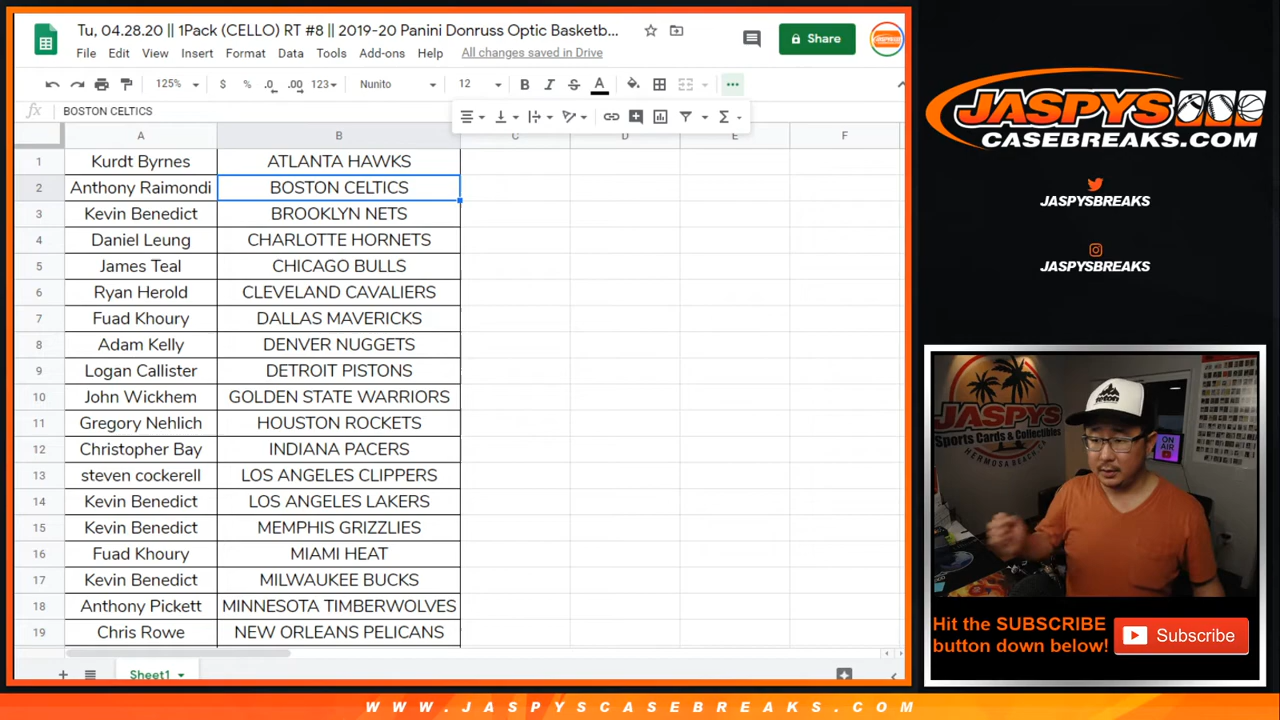 Tu, 04.28.20 || 1Pack (CELLO) RT #8 || 2019-20 Panini Donruss Optic Basketb...
File Edit View Insert Format Data Tools Add-ons Help All changes saved in Drive
Share
125% $ % .0 .00 123 Nunito 12 B I S A
fx BOSTON CELTICS
A B C D E F
1 Kurdt Byrnes ATLANTA HAWKS
2 Anthony Raimondi BOSTON CELTICS
3 Kevin Benedict BROOKLYN NETS
4 Daniel Leung CHARLOTTE HORNETS
5 James Teal CHICAGO BULLS
6 Ryan Herold CLEVELAND CAVALIERS
7 Fuad Khoury DALLAS MAVERICKS
8 Adam Kelly DENVER NUGGETS
9 Logan Callister DETROIT PISTONS
10 John Wickhem GOLDEN STATE WARRIORS
11 Gregory Nehlich HOUSTON ROCKETS
12 Christopher Bay INDIANA PACERS
13 steven cockerell LOS ANGELES CLIPPERS
14 Kevin Benedict LOS ANGELES LAKERS
15 Kevin Benedict MEMPHIS GRIZZLIES
16 Fuad Khoury MIAMI HEAT
17 Kevin Benedict MILWAUKEE BUCKS
18 Anthony Pickett MINNESOTA TIMBERWOLVES
19 Chris Rowe NEW ORLEANS PELICANS
Sheet1
JASPYS
CASEBREAKS.COM
JASPYSBREAKS
JASPYSBREAKS
JASPYS
Sports Cards & Collectibles
HERMOSA BEACH
ON
AIR
Hit the SUBSCRIBE
button down below!
Subscribe
WWW.JASPYSCASEBREAKS.COM